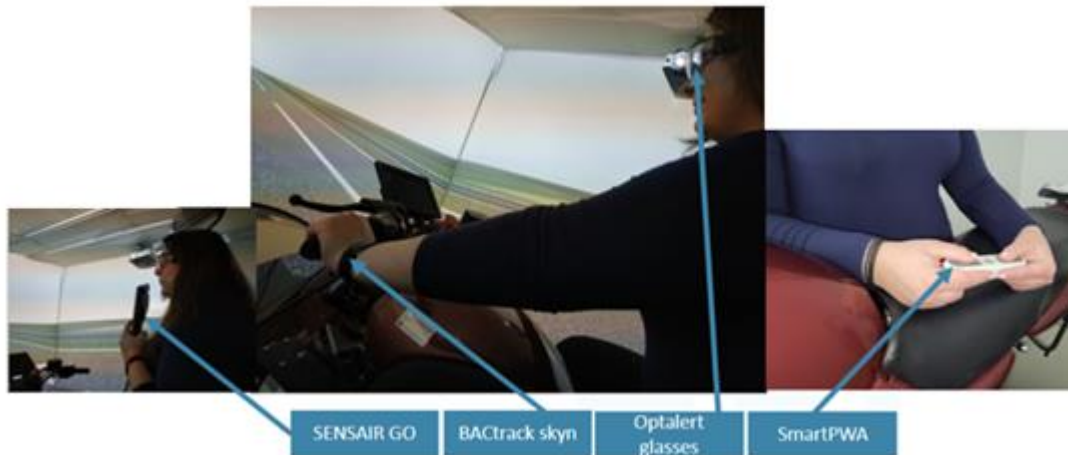 SENSAIR GO
BACtrack skyn
Optalert
glasses
SmartPWA